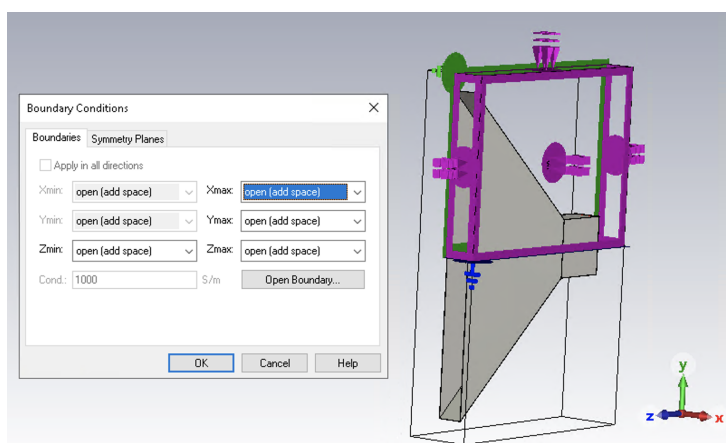 Boundary Conditions
Boundaries Symmetry Planes
Apply in all directions
Xmin: open (add space) Xmax: open (add space)
Ymin: open (add space) Ymax: open (add space)
Zmin: open (add space) Zmax: open (add space)
Cond.: 1000 S/m Open Boundary...
OK Cancel Help
y
z x